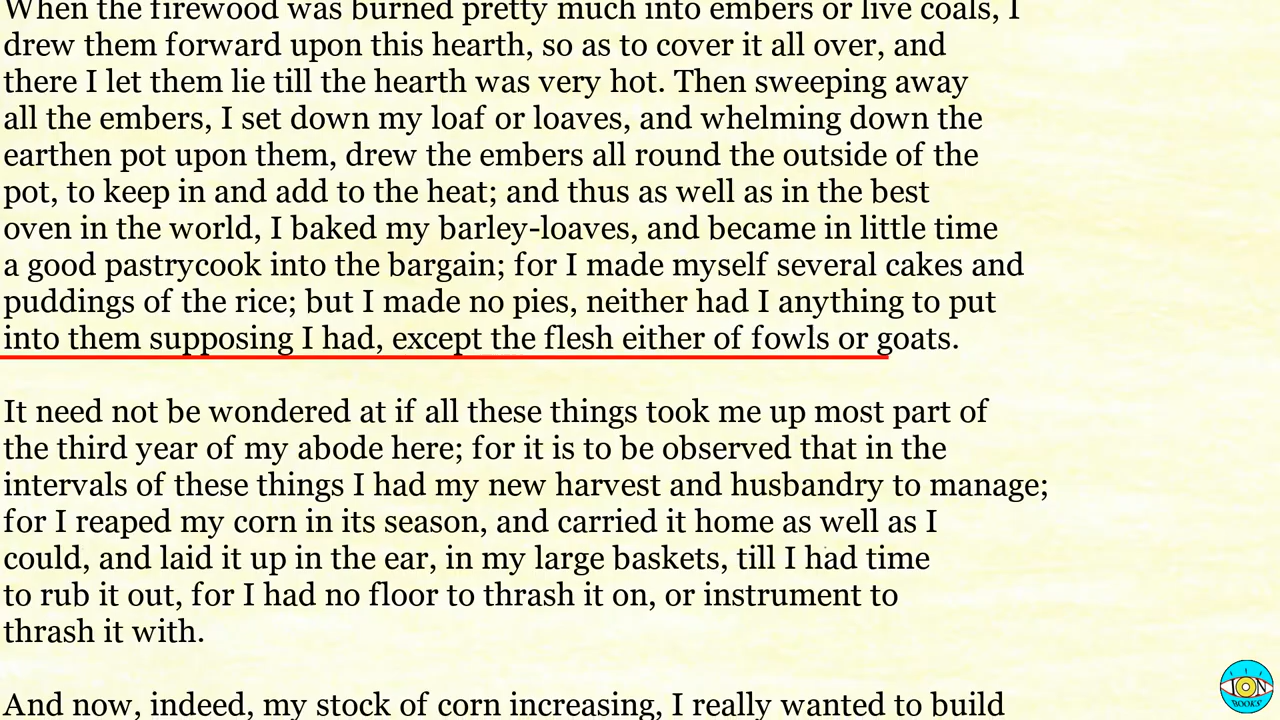 When the firewood was burned pretty much into embers or live coals, I
drew them forward upon this hearth, so as to cover it all over, and
there I let them lie till the hearth was very hot. Then sweeping away
all the embers, I set down my loaf or loaves, and whelming down the
earthen pot upon them, drew the embers all round the outside of the
pot, to keep in and add to the heat; and thus as well as in the best
oven in the world, I baked my barley-loaves, and became in little time
a good pastrycook into the bargain; for I made myself several cakes and
puddings of the rice; but I made no pies, neither had I anything to put
into them supposing I had, except the flesh either of fowls or goats.
It need not be wondered at if all these things took me up most part of
the third year of my abode here; for it is to be observed that in the
intervals of these things I had my new harvest and husbandry to manage;
for I reaped my corn in its season, and carried it home as well as I
could, and laid it up in the ear, in my large baskets, till I had time
to rub it out, for I had no floor to thrash it on, or instrument to
thrash it with.
And now, indeed, my stock of corn increasing, I really wanted to build
ION
BOOKS